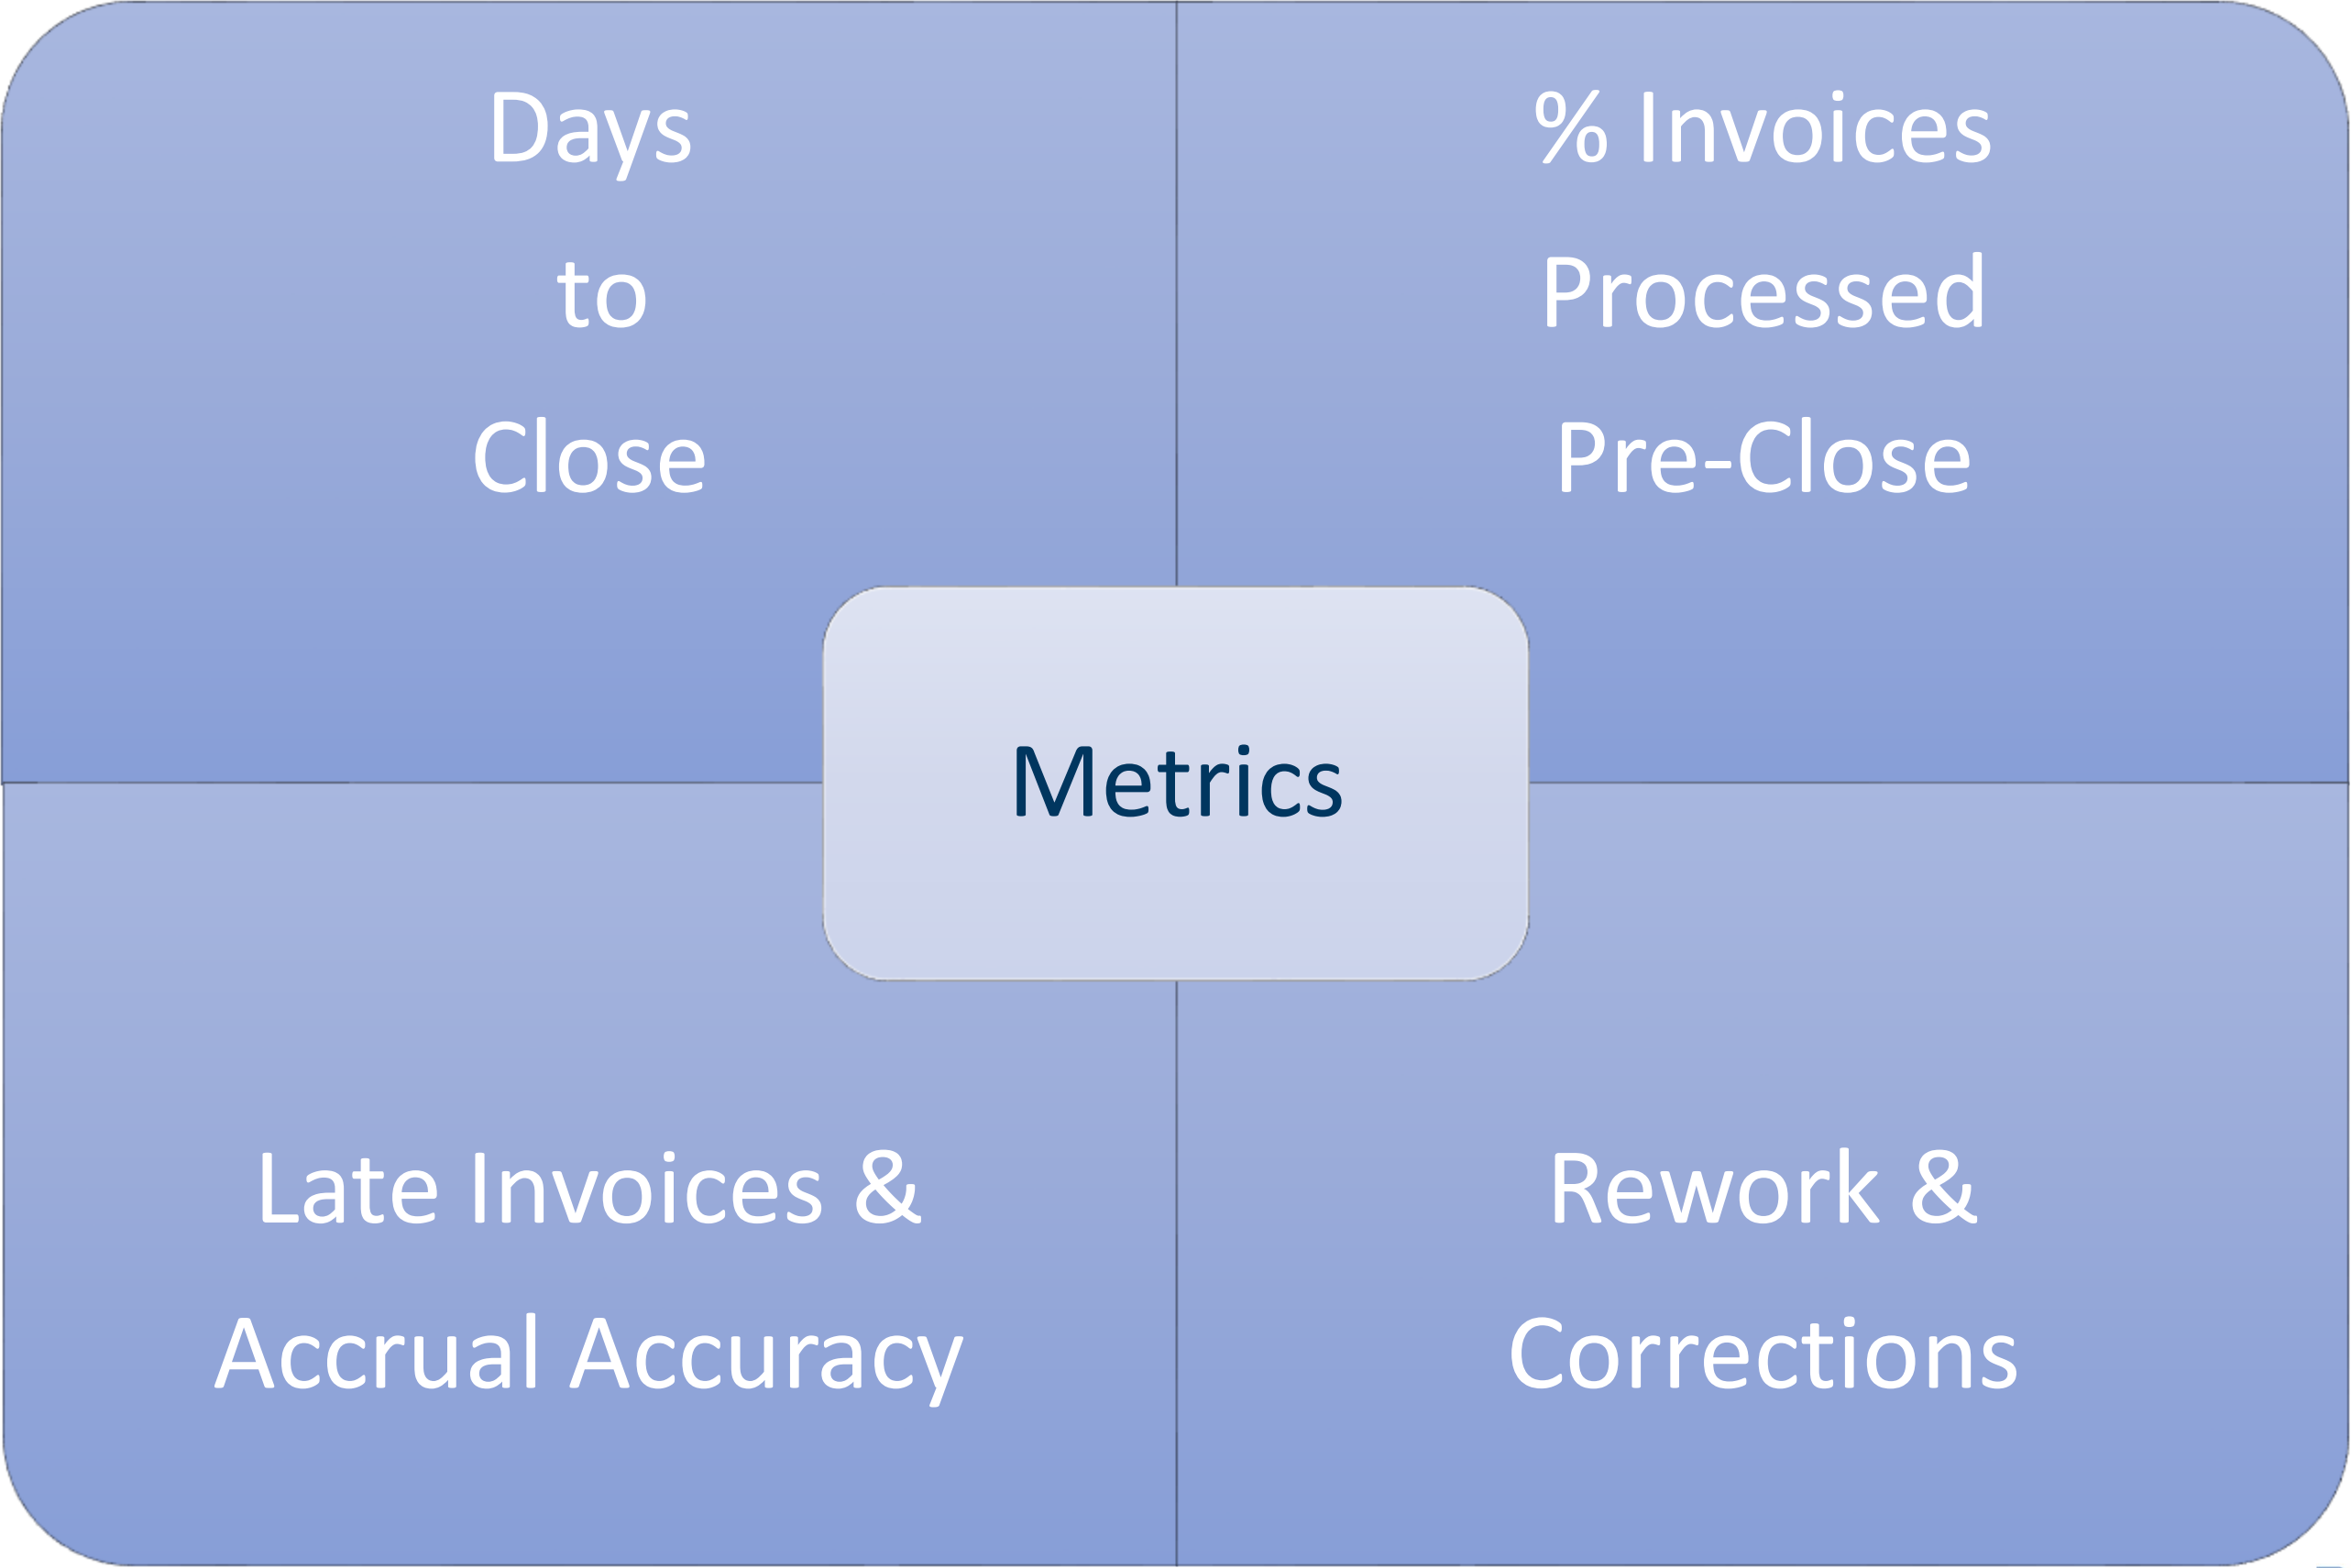 Days
to
Close
% Invoices
Processed
Pre-Close
Metrics
Late Invoices &
Accrual Accuracy
Rework &
Corrections